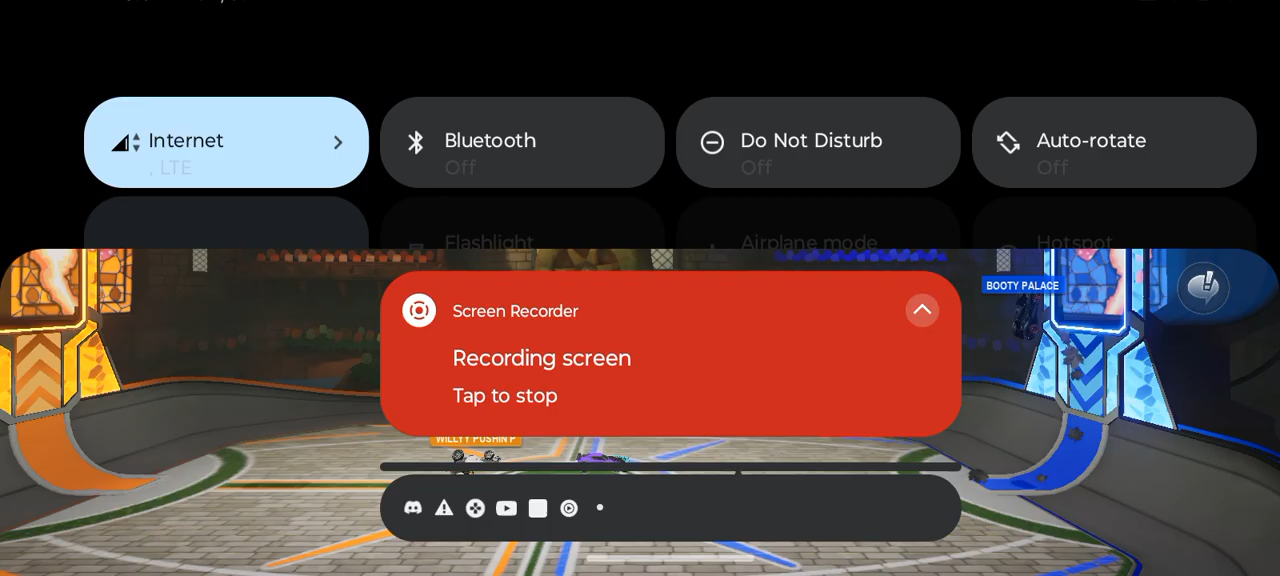 Internet
, LTE
Bluetooth
Off
Do Not Disturb
Off
Auto-rotate
Off
Flashlight
Airplane mode
Hotspot
BOOTY PALACE
Screen Recorder
Recording screen
Tap to stop
WILLYY PUSHIN P